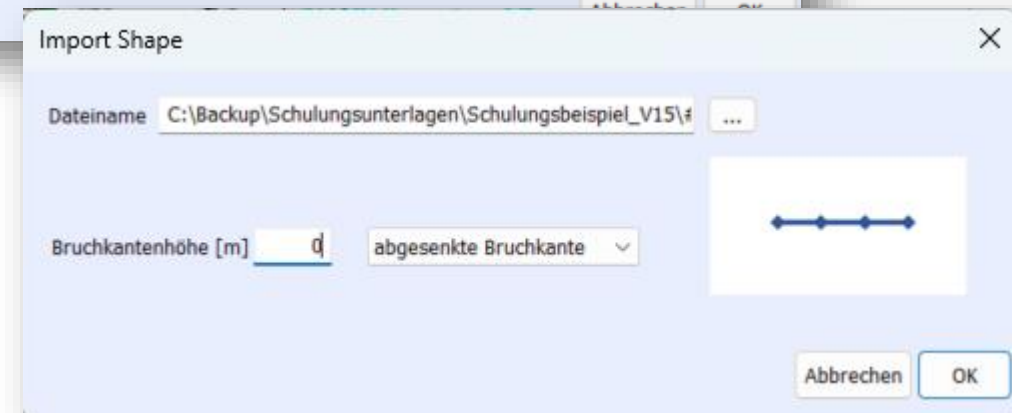 Abbrechen OK
Import Shape
Dateiname C:\Backup\Schulungsunterlagen\Schulungsbeispiel_V15\#
...
Bruchkantenhöhe [m] 0 abgesenkte Bruchkante
Abbrechen OK